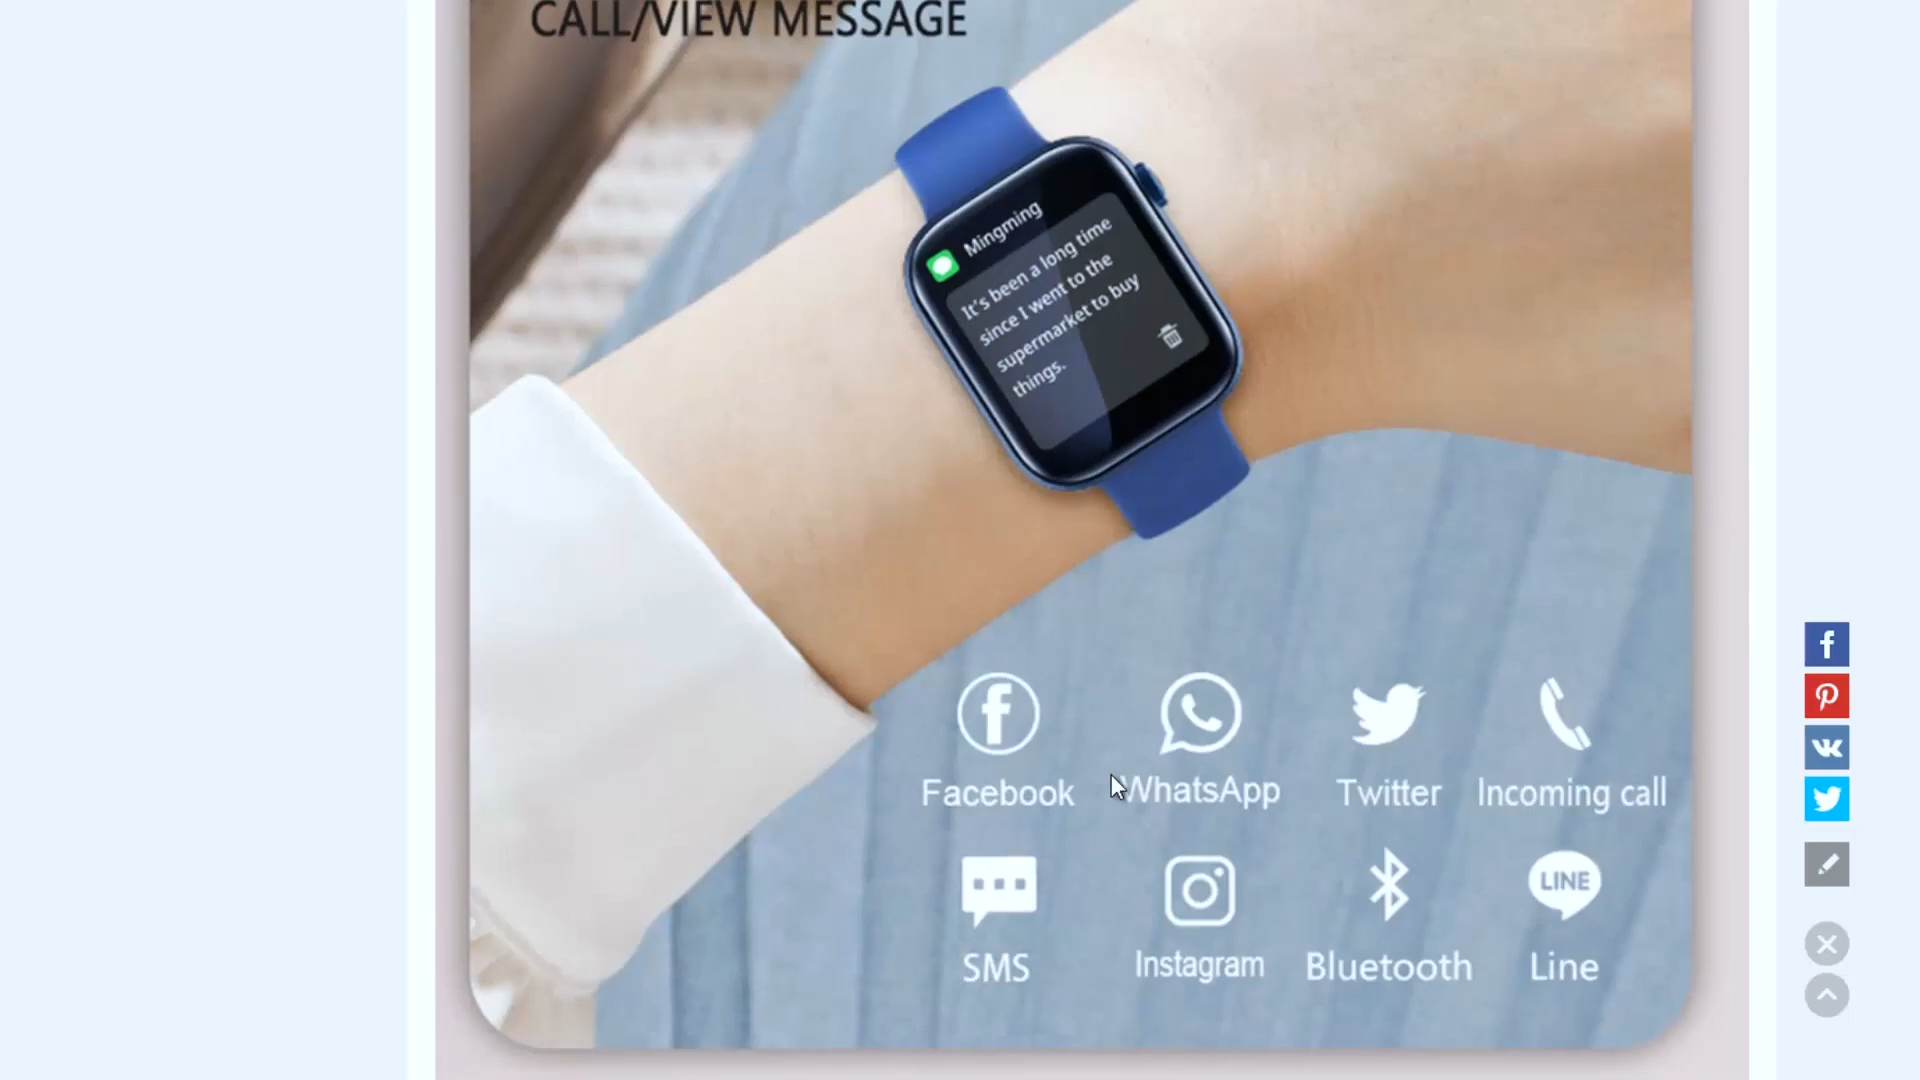 CALL/VIEW MESSAGE
Mingming
It's been a long time
since I went to the
supermarket to buy
things.
Facebook
WhatsApp
Twitter
Incoming call
LINE
SMS
Instagram
Bluetooth
Line